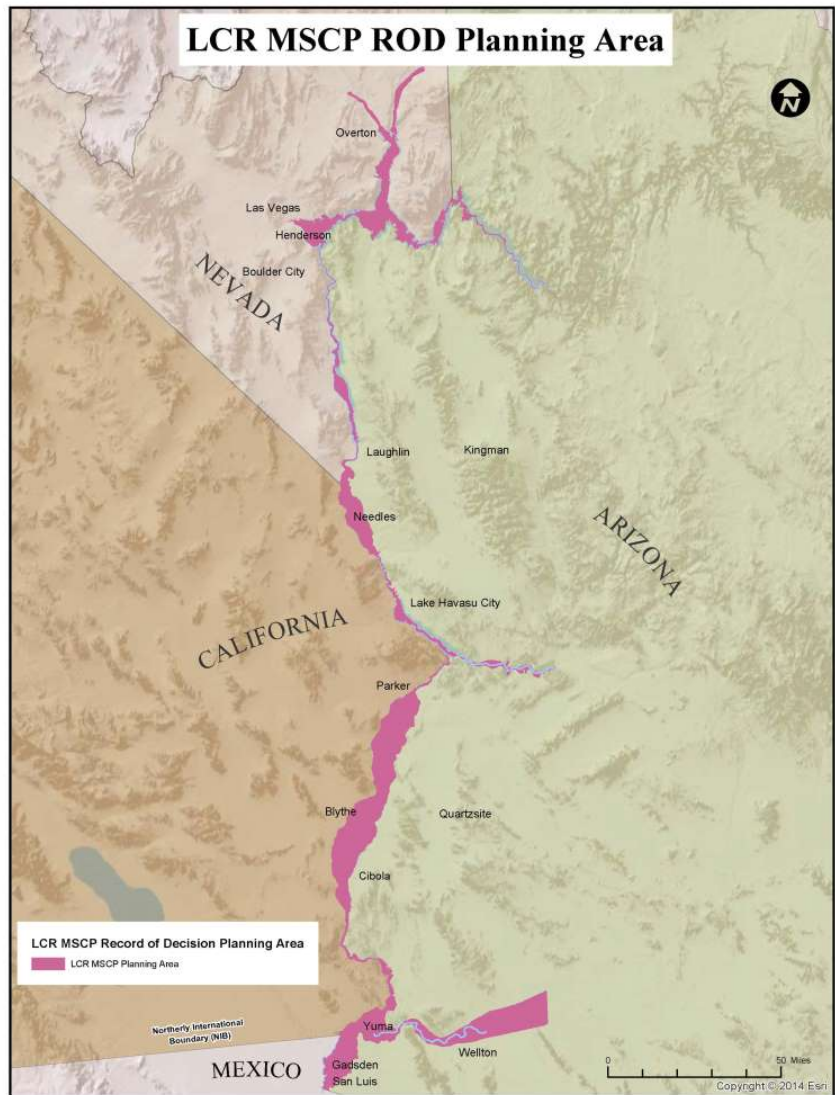 LCR MSCP ROD Planning Area
N
Overton
Las Vegas
Henderson
Boulder City
NEVADA
Laughlin
Kingman
Needles
ARIZONA
Lake Havasu City
CALIFORNIA
Parker
Blythe
Quartzsite
Cibola
LCR MSCP Record of Decision Planning Area
LCR MSCP Planning Area
Northerly International
Boundary (NIB)
Yuma
Wellton
MEXICO
Gadsden
San Luis
0 50 Miles
Copyright © 2014 Esri